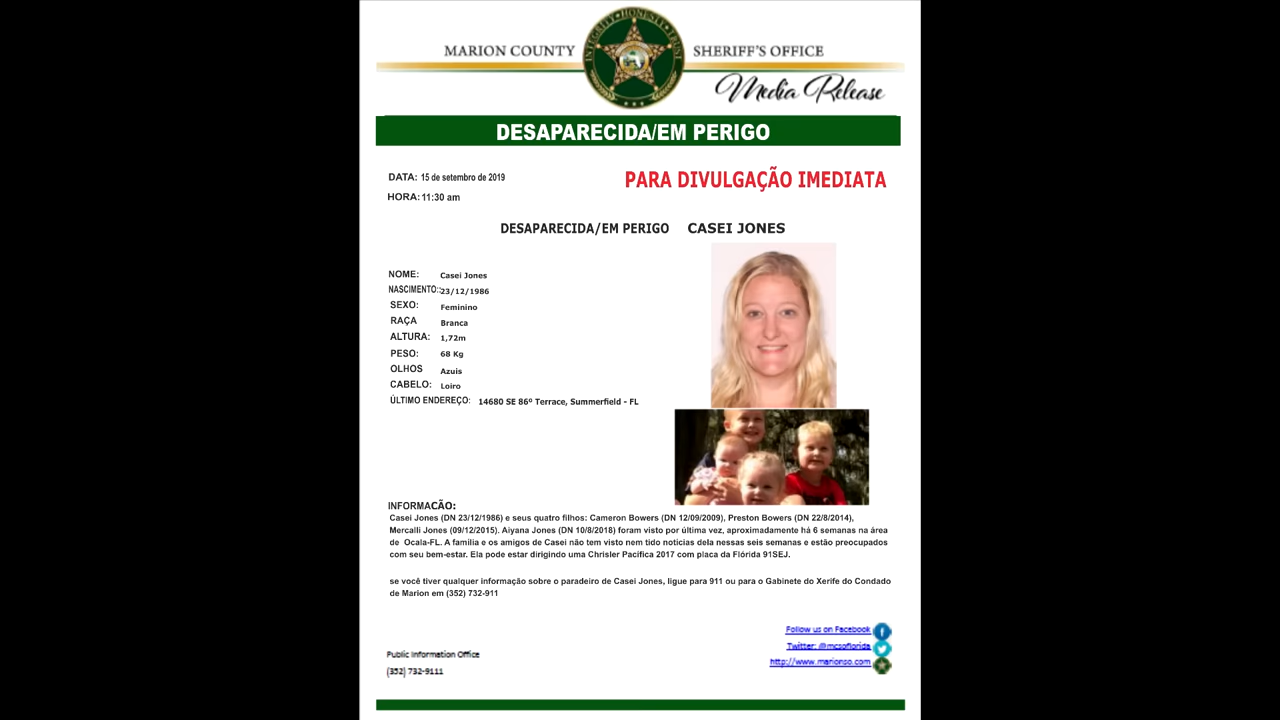 MARION COUNTY SHERIFF'S OFFICE
INTEGRITY HONESTY TRUST
Media Release
DESAPARECIDA/EM PERIGO
DATA: 15 de setembro de 2019
PARA DIVULGAÇÃO IMEDIATA
HORA: 11:30 am
DESAPARECIDA/EM PERIGO CASEI JONES
NOME: Casei Jones
NASCIMENTO::23/12/1986
SEXO: Feminino
RAÇA Branca
ALTURA: 1,72m
PESO: 68 Kg
OLHOS Azuis
CABELO: Loiro
ÚLTIMO ENDEREÇO: 14680 SE 86º Terrace, Summerfield - FL
INFORMACÃO:
Casei Jones (DN 23/12/1986) e seus quatro filhos: Cameron Bowers (DN 12/09/2009), Preston Bowers (DN 22/8/2014),
Mercalli Jones (09/12/2015). Aiyana Jones (DN 10/8/2018) foram visto por última vez, aproximadamente há 6 semanas na área
de Ocala-FL. A família e os amigos de Casei não tem visto nem tido noticias dela nessas seis semanas e estão preocupados
com seu bem-estar. Ela pode estar dirigindo uma Chrisler Pacifica 2017 com placa da Flórida 91SEJ.
se você tiver qualquer informação sobre o paradeiro de Casei Jones, ligue para 911 ou para o Gabinete do Xerife do Condado
de Marion em (352) 732-911
Follow us on Facebook
Twitter: @mcsoflorida
http://www.marionso.com
Public Information Office
(352) 732-9111